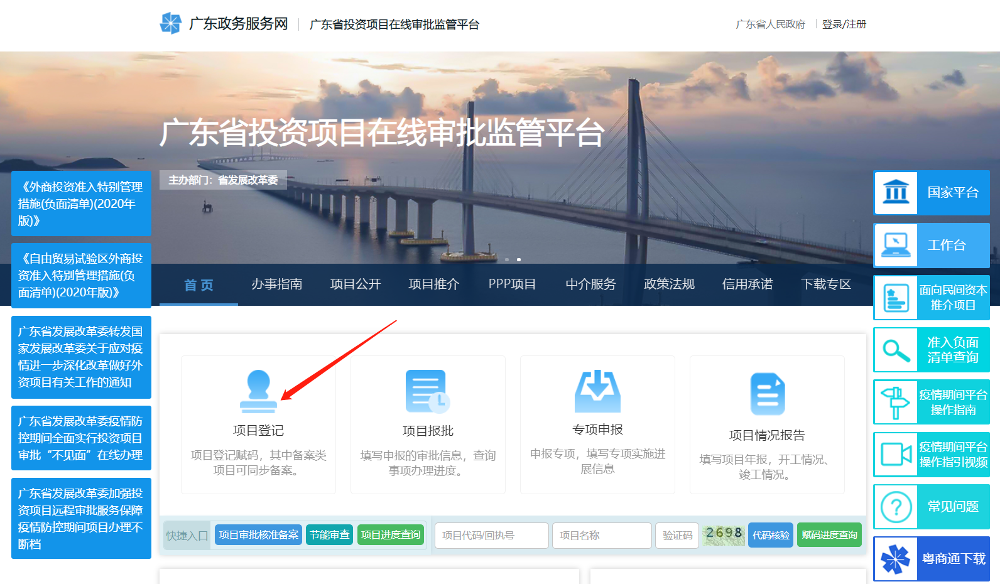 广东政务服务网
广东省投资项目在线审批监管平台
广东省人民政府
登录/注册
广东省投资项目在线审批监管平台
主办部门：省发展改革委
《外商投资准入特别管理
措施(负面清单)(2020年
版)》
《自由贸易试验区外商投
资准入特别管理措施(负
面清单)(2020年版)》
广东省发展改革委转发国
家发展改革委关于应对疫
情进一步深化改革做好外
资项目有关工作的通知
广东省发展改革委疫情防
控期间全面实行投资项目
审批“不见面”在线办理
广东省发展改革委加强投
资项目远程审批服务保障
疫情防控期间项目办理不
断档
首 页
办事指南
项目公开
项目推介
PPP项目
中介服务
政策法规
信用承诺
下载专区
项目登记
项目登记赋码，其中备案类
项目可同步备案。
项目报批
填写申报的审批信息，查询
事项办理进度。
专项申报
申报专项，填写专项实施进
展信息
项目情况报告
填写项目年报，开工情况、
竣工情况。
快捷入口
项目审批核准备案
节能审查
项目进度查询
项目代码/回执号
项目名称
验证码
2698
代码核验
赋码进度查询
国家平台
工作台
面向民间资本
推介项目
准入负面
清单查询
疫情期间平台
操作指南
疫情期间平台
操作指引视频
常见问题
粤商通下载